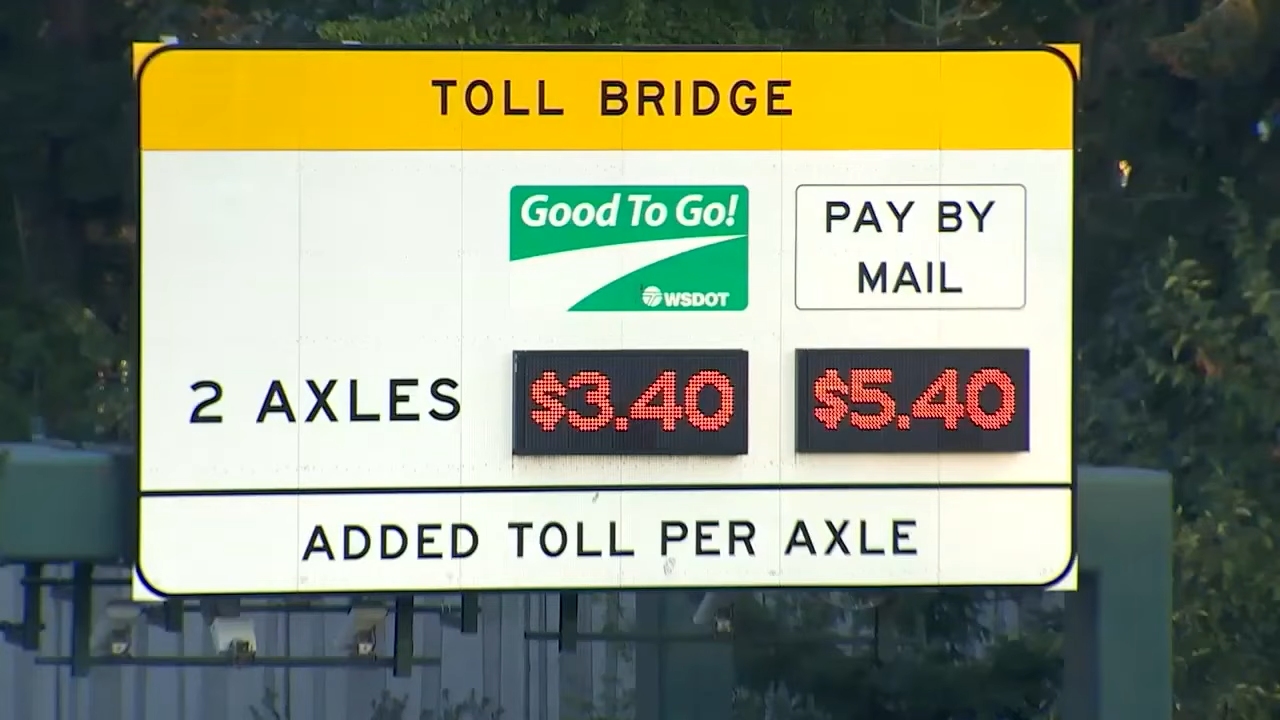 TOLL BRIDGE
Good To Go!
WSDOT
PAY BY
MAIL
2 AXLES $3.40 $5.40
ADDED TOLL PER AXLE